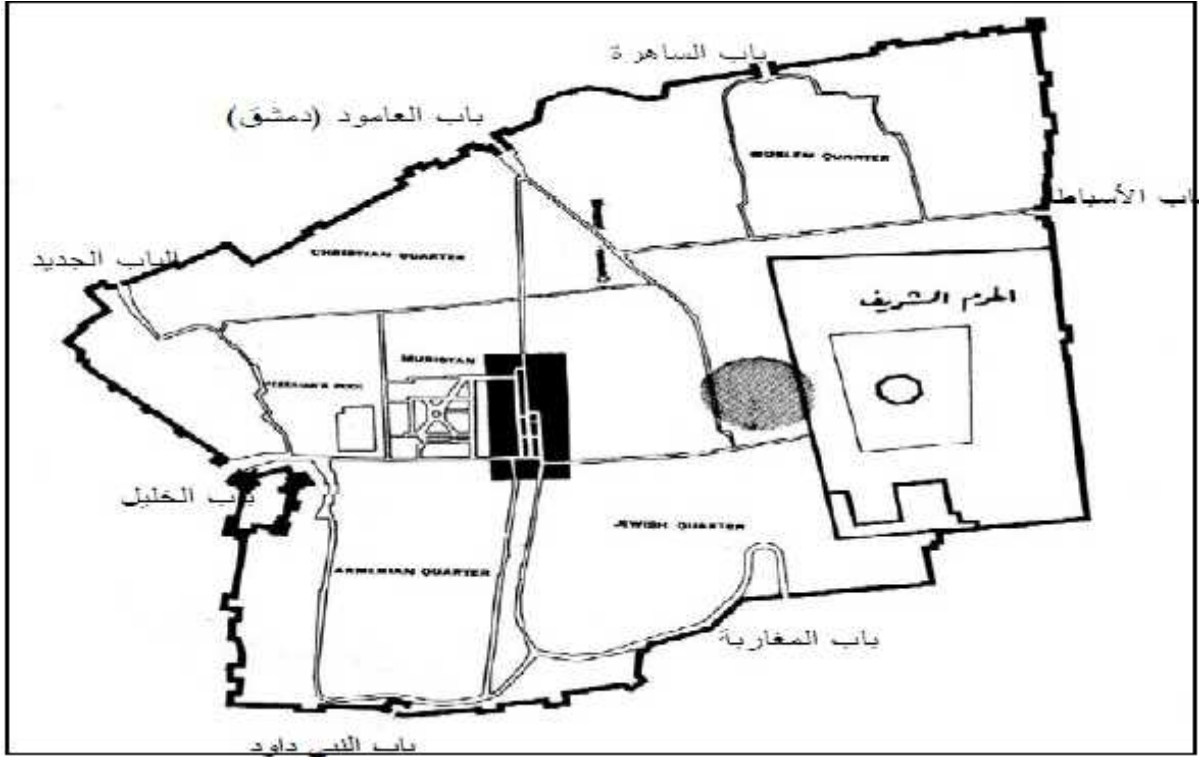 باب الساهرة
باب العامود (دمشق)
MOSLEM QUARTER
باب الأسباط
CHRISTIAN QUARTER
الباب الجديد
الحرم الشريف
MURISTAN
باب الخليل
JEWISH QUARTER
ARMENIAN QUARTER
باب المغاربة
باب النبي داود